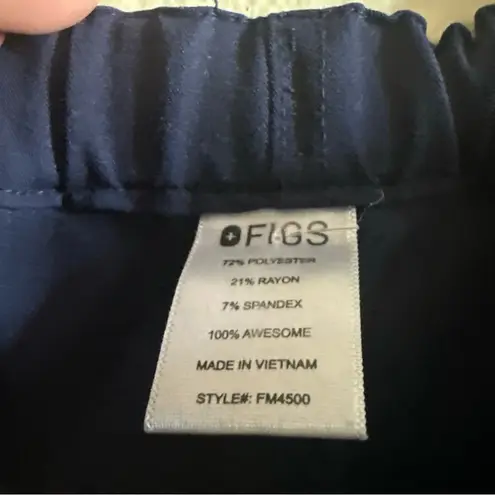 FIGS
72% POLYESTER
21% RAYON
7% SPANDEX
100% AWESOME
MADE IN VIETNAM
STYLE#: FM4500